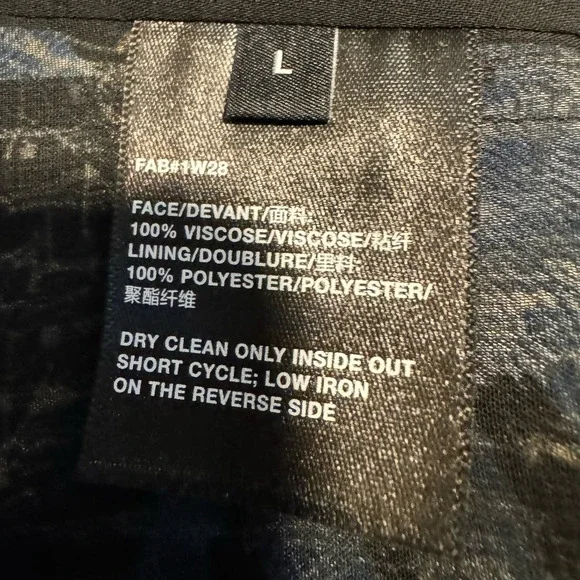 L
FAB#1W28
FACE/DEVANT/面料:
100% VISCOSE/VISCOSE/粘纤
LINING/DOUBLURE/里料:
100% POLYESTER/POLYESTER/
聚酯纤维
DRY CLEAN ONLY INSIDE OUT
SHORT CYCLE; LOW IRON
ON THE REVERSE SIDE